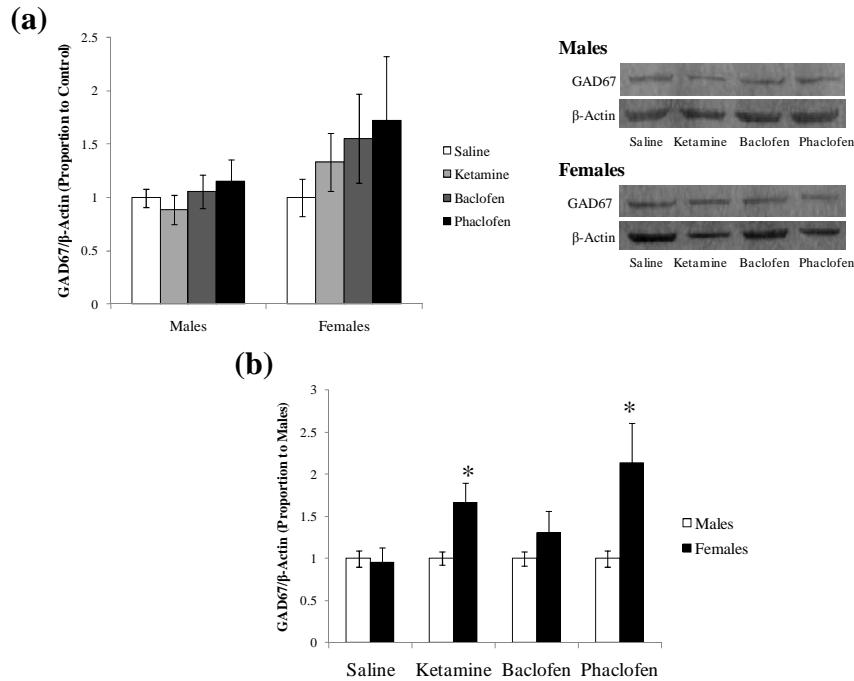 (a)
GAD67/β-Actin (Proportion to Control)
2.5
2
1.5
1
0.5
0
Males
Females
Saline
Ketamine
Baclofen
Phaclofen
Males
GAD67
β-Actin
Saline Ketamine Baclofen Phaclofen
Females
GAD67
β-Actin
Saline Ketamine Baclofen Phaclofen
(b)
GAD67/β-Actin (Proportion to Males)
3
2.5
2
1.5
1
0.5
0
*
*
Saline Ketamine Baclofen Phaclofen
Males
Females